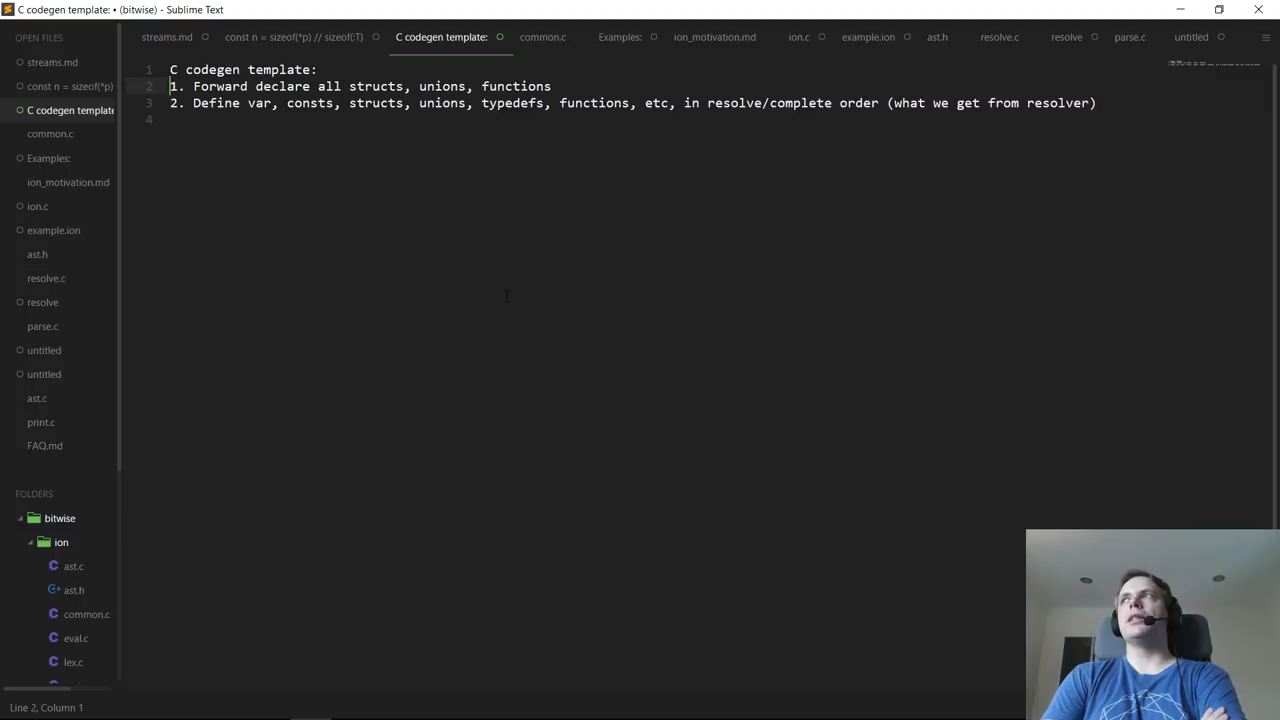 C codegen template: • (bitwise) - Sublime Text
OPEN FILES
streams.md
const n = sizeof(*p)
C codegen template
common.c
Examples:
ion_motivation.md
ion.c
example.ion
ast.h
resolve.c
resolve
parse.c
untitled
untitled
ast.c
print.c
FAQ.md
FOLDERS
bitwise
ion
ast.c
ast.h
common.c
eval.c
lex.c
streams.md
const n = sizeof(*p) // sizeof(:T)
C codegen template:
common.c
Examples:
ion_motivation.md
ion.c
example.ion
ast.h
resolve.c
resolve
parse.c
untitled
1 C codegen template:
2 1. Forward declare all structs, unions, functions
3 2. Define var, consts, structs, unions, typedefs, functions, etc, in resolve/complete order (what we get from resolver)
4
Line 2, Column 1